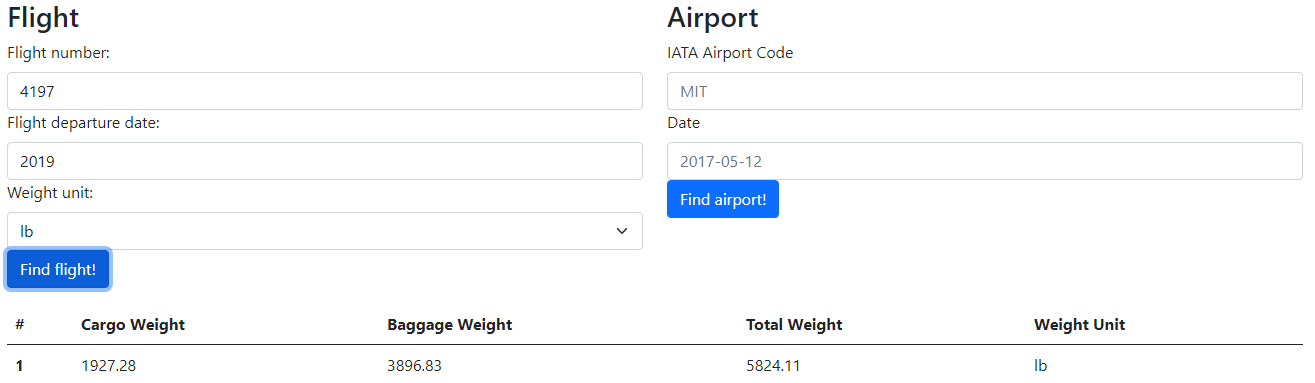 Flight
Flight number:
4197
Flight departure date:
2019
Weight unit:
lb
Find flight!
Airport
IATA Airport Code
MIT
Date
2017-05-12
Find airport!
# Cargo Weight Baggage Weight Total Weight Weight Unit
1 1927.28 3896.83 5824.11 lb